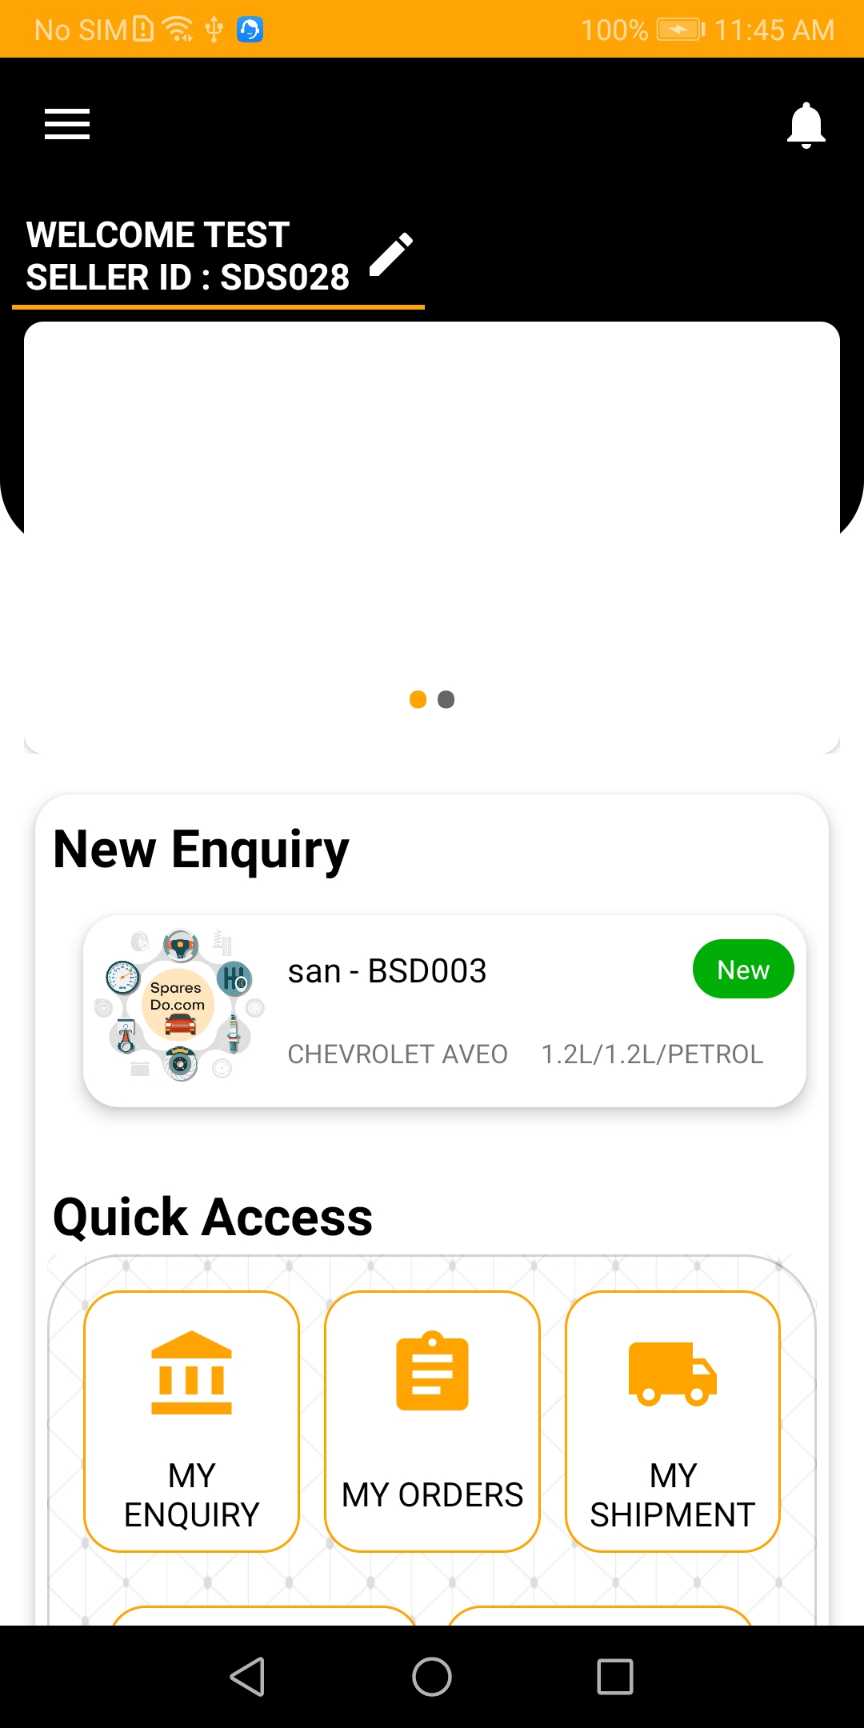 No SIM 100% 11:45 AM
WELCOME TEST
SELLER ID : SDS028
New Enquiry
Spares
Do.com
san - BSD003
New
CHEVROLET AVEO 1.2L/1.2L/PETROL
Quick Access
MY
ENQUIRY
MY ORDERS
MY
SHIPMENT